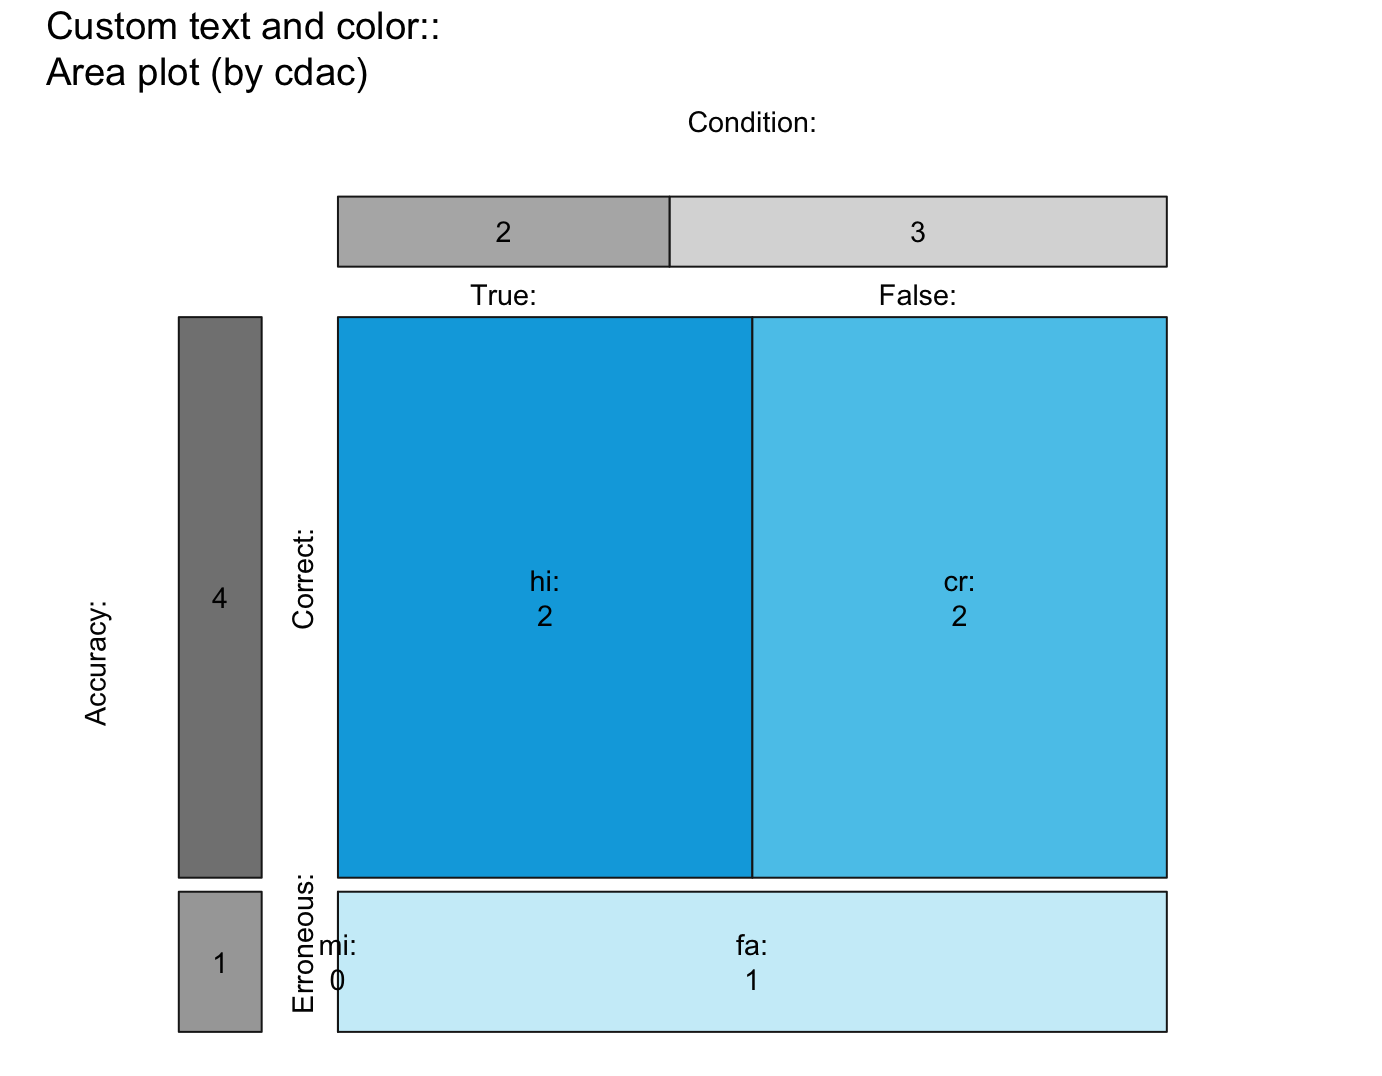 Custom text and color::
Area plot (by cdac)
Condition:
2
3
True:
False:
Accuracy:
4
Correct:
hi:
2
cr:
2
1
Erroneous:
mi:
0
fa:
1